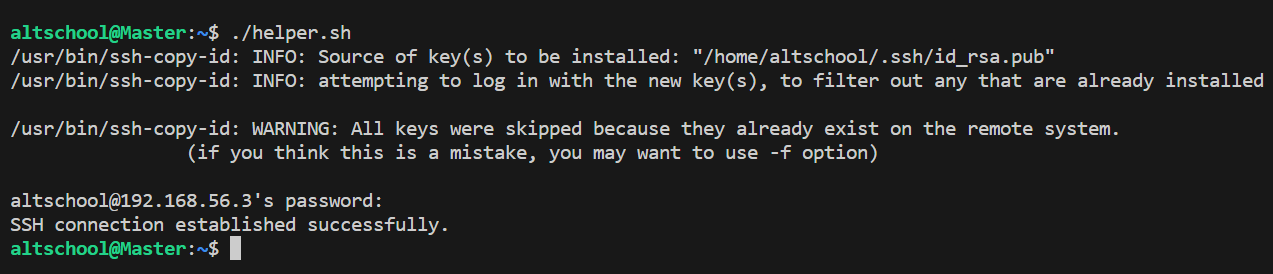 altschool@Master:~$ ./helper.sh
/usr/bin/ssh-copy-id: INFO: Source of key(s) to be installed: "/home/altschool/.ssh/id_rsa.pub"
/usr/bin/ssh-copy-id: INFO: attempting to log in with the new key(s), to filter out any that are already installed
/usr/bin/ssh-copy-id: WARNING: All keys were skipped because they already exist on the remote system.
(if you think this is a mistake, you may want to use -f option)
altschool@192.168.56.3's password:
SSH connection established successfully.
altschool@Master:~$